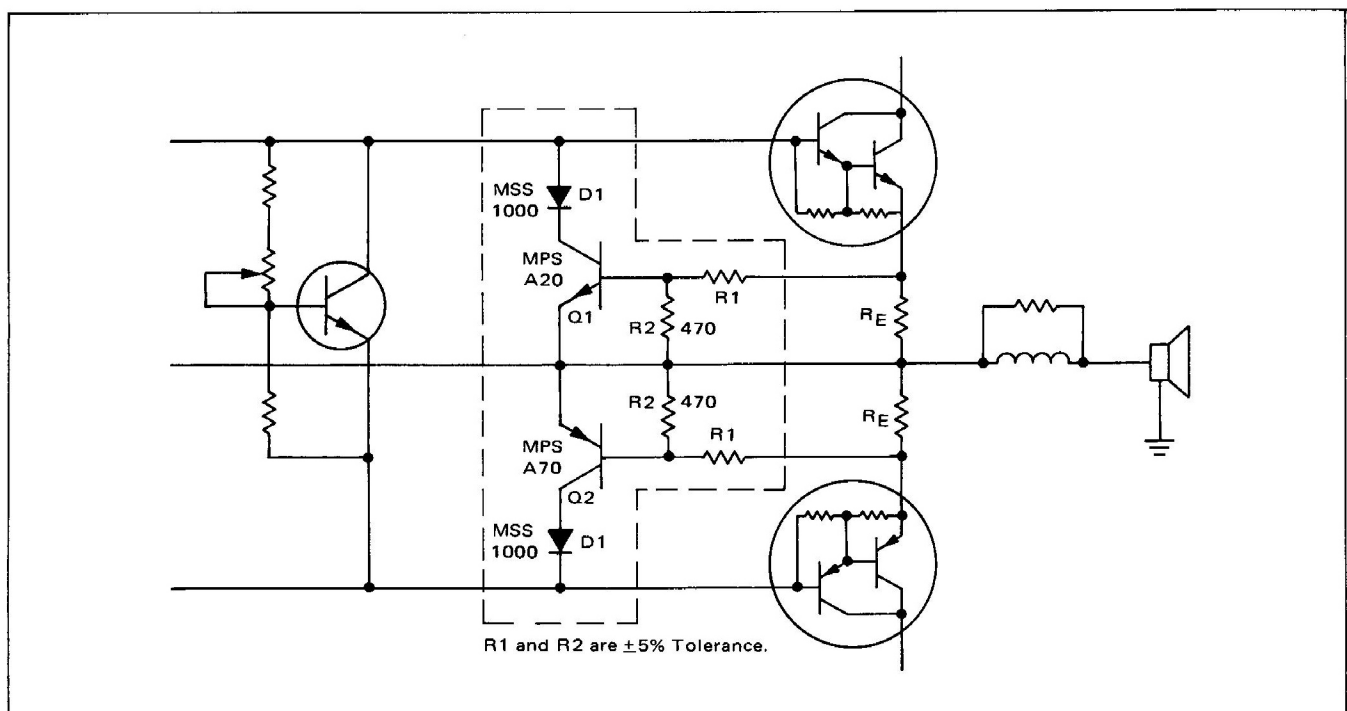 MSS
1000
D1
MPS
A20
Q1
R1
R2
470
RE
R2
470
RE
R1
MPS
A70
Q2
MSS
1000
D1
R1 and R2 are ±5% Tolerance.